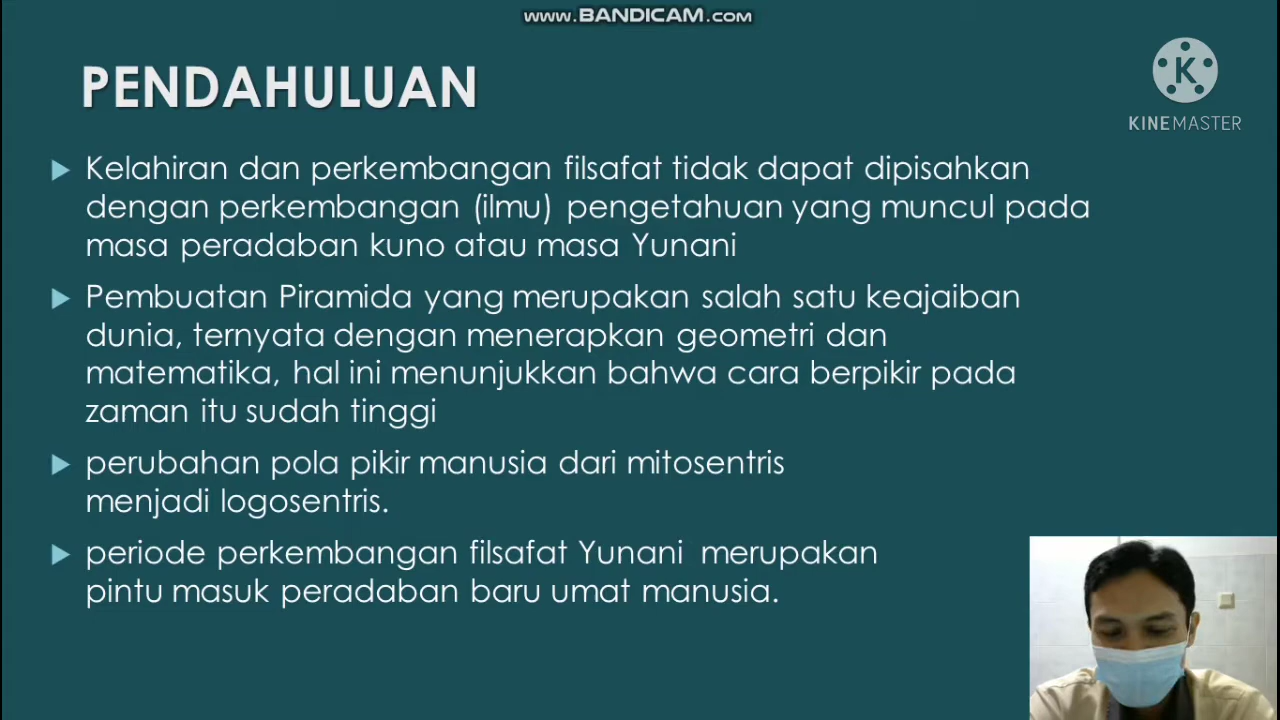 www.BANDICAM.com
PENDAHULUAN
K
KINEMASTER
Kelahiran dan perkembangan filsafat tidak dapat dipisahkan
dengan perkembangan (ilmu) pengetahuan yang muncul pada
masa peradaban kuno atau masa Yunani
Pembuatan Piramida yang merupakan salah satu keajaiban
dunia, ternyata dengan menerapkan geometri dan
matematika, hal ini menunjukkan bahwa cara berpikir pada
zaman itu sudah tinggi
perubahan pola pikir manusia dari mitosentris
menjadi logosentris.
periode perkembangan filsafat Yunani merupakan
pintu masuk peradaban baru umat manusia.